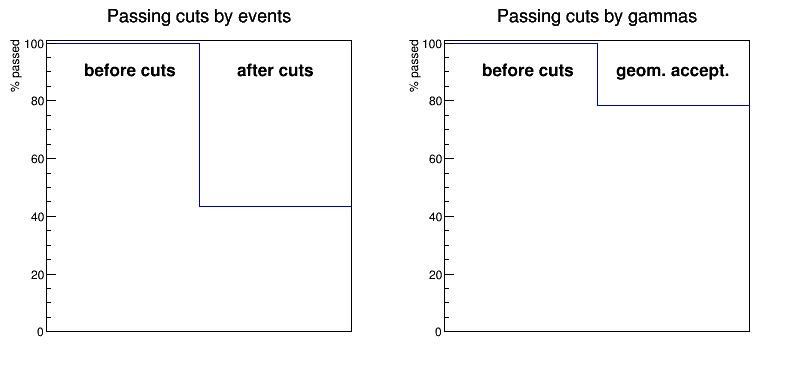 Passing cuts by events
% passed
100
80
60
40
20
0
before cuts
after cuts
Passing cuts by gammas
% passed
100
80
60
40
20
0
before cuts
geom. accept.